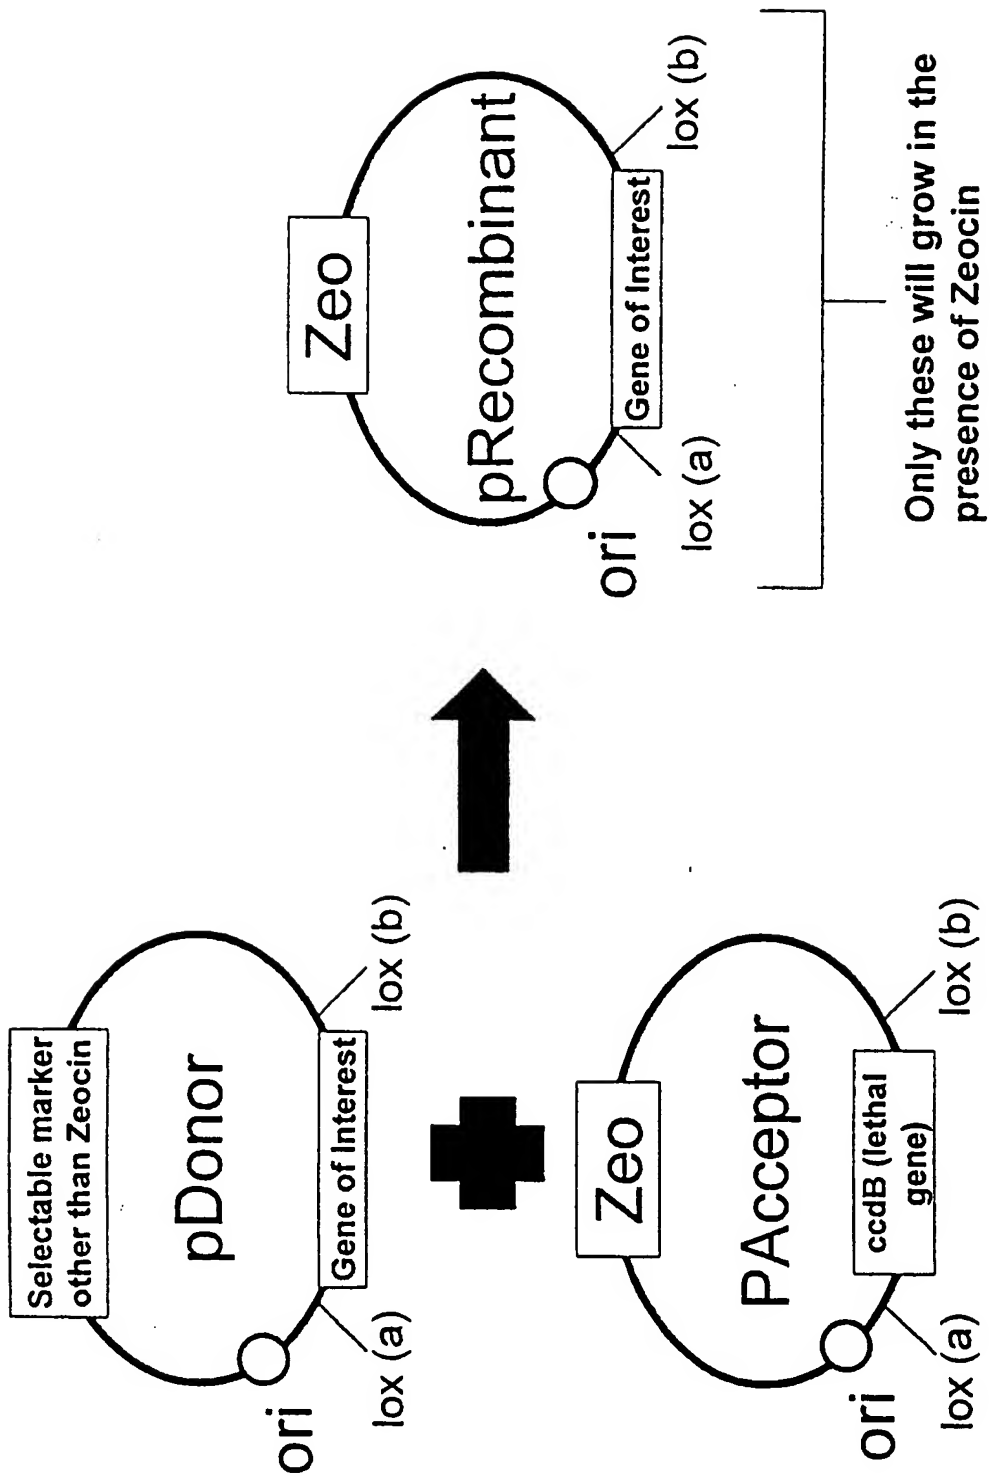 Selectable marker
other than Zeocin
pDonor
Gene of Interest
ori
lox (a)
lox (b)
Zeo
PAcceptor
ccdB (lethal
gene)
ori
lox (a)
lox (b)
Zeo
pRecombinant
Gene of Interest
ori
lox (a)
lox (b)
Only these will grow in the
presence of Zeocin